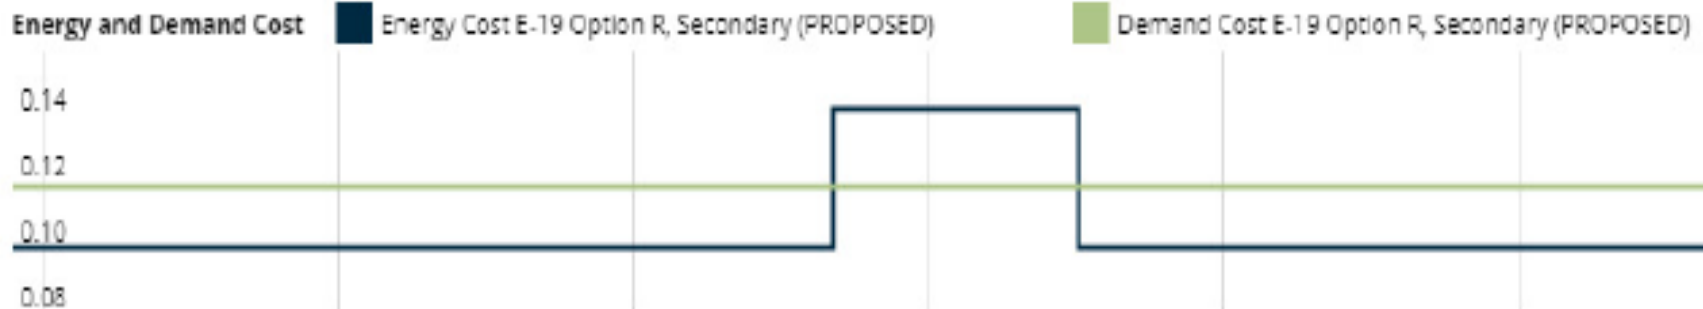 Energy and Demand Cost Energy Cost E-19 Option R, Secondary (PROPOSED) Demand Cost E-19 Option R, Secondary (PROPOSED)
0.14
0.12
0.10
0.08